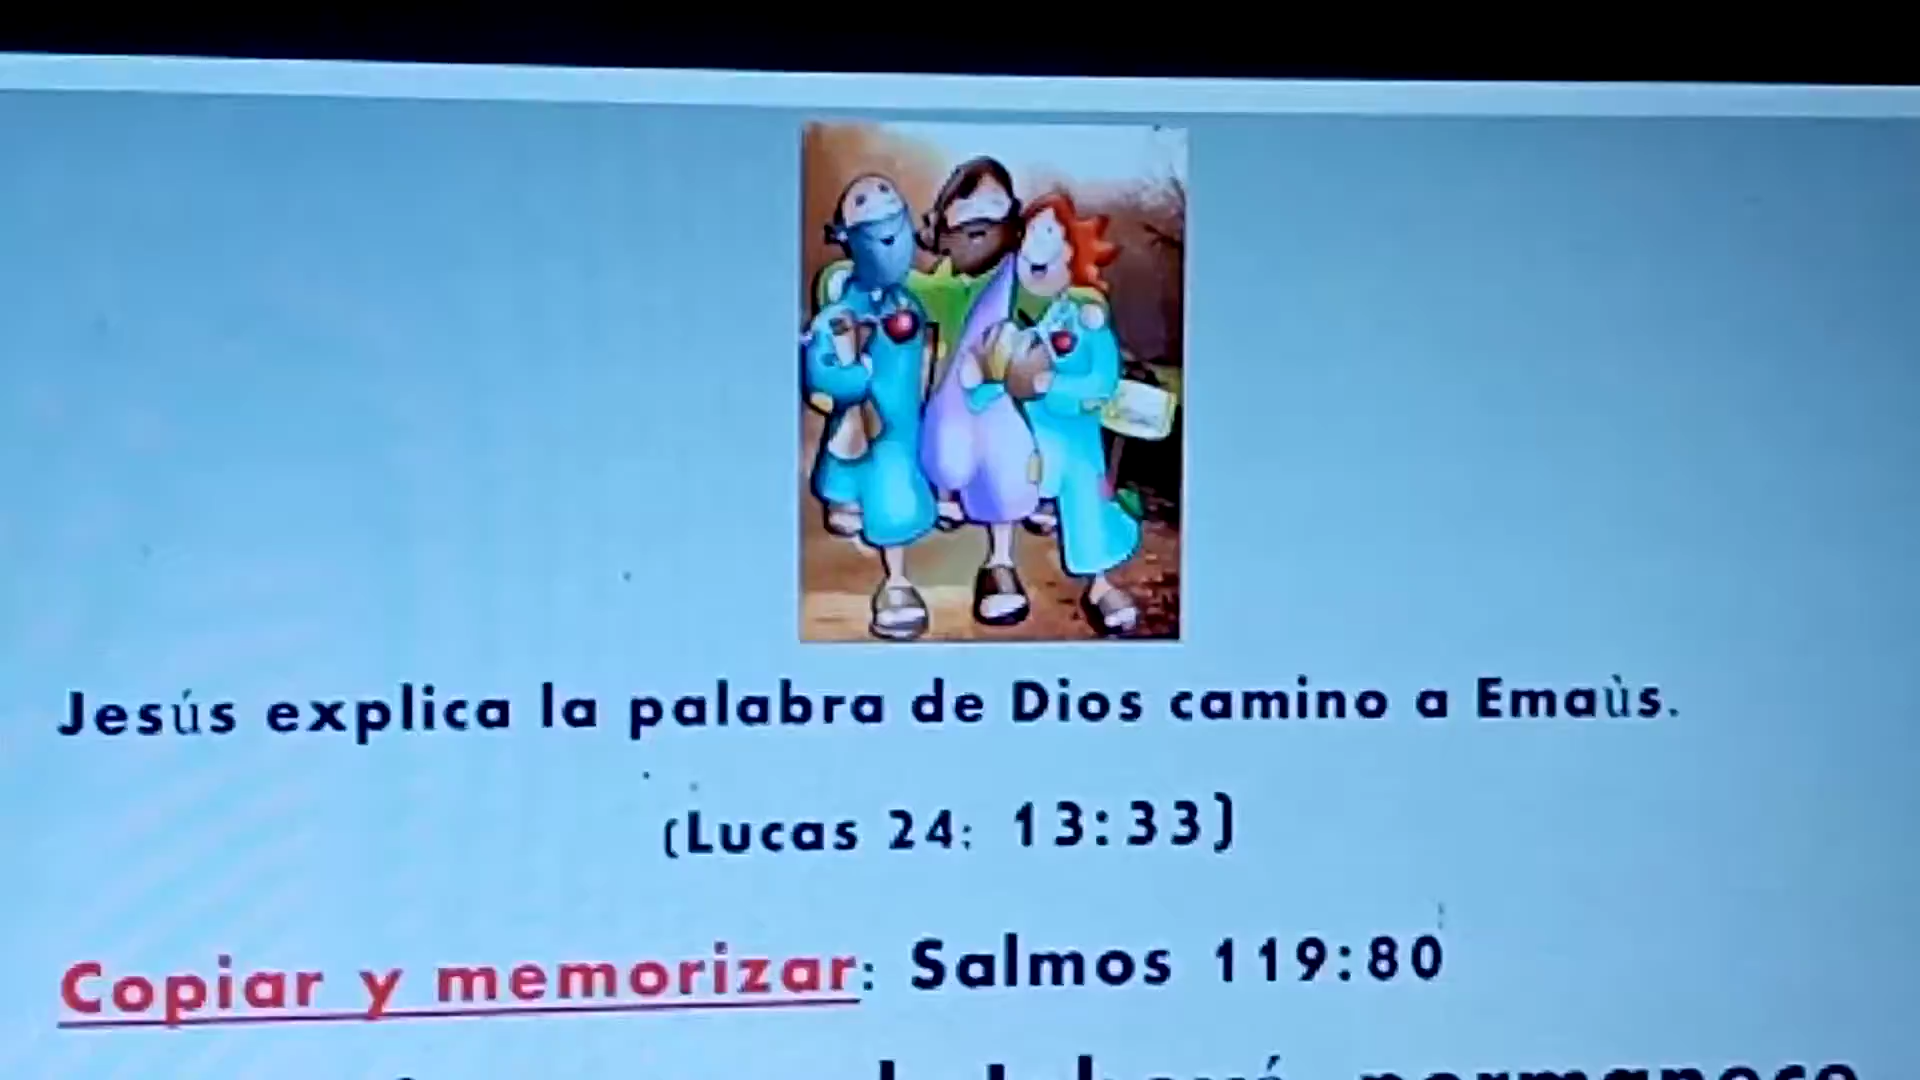 Jesús explica la palabra de Dios camino a Emaùs.
(Lucas 24: 13:33)
Copiar y memorizar: Salmos 119:80